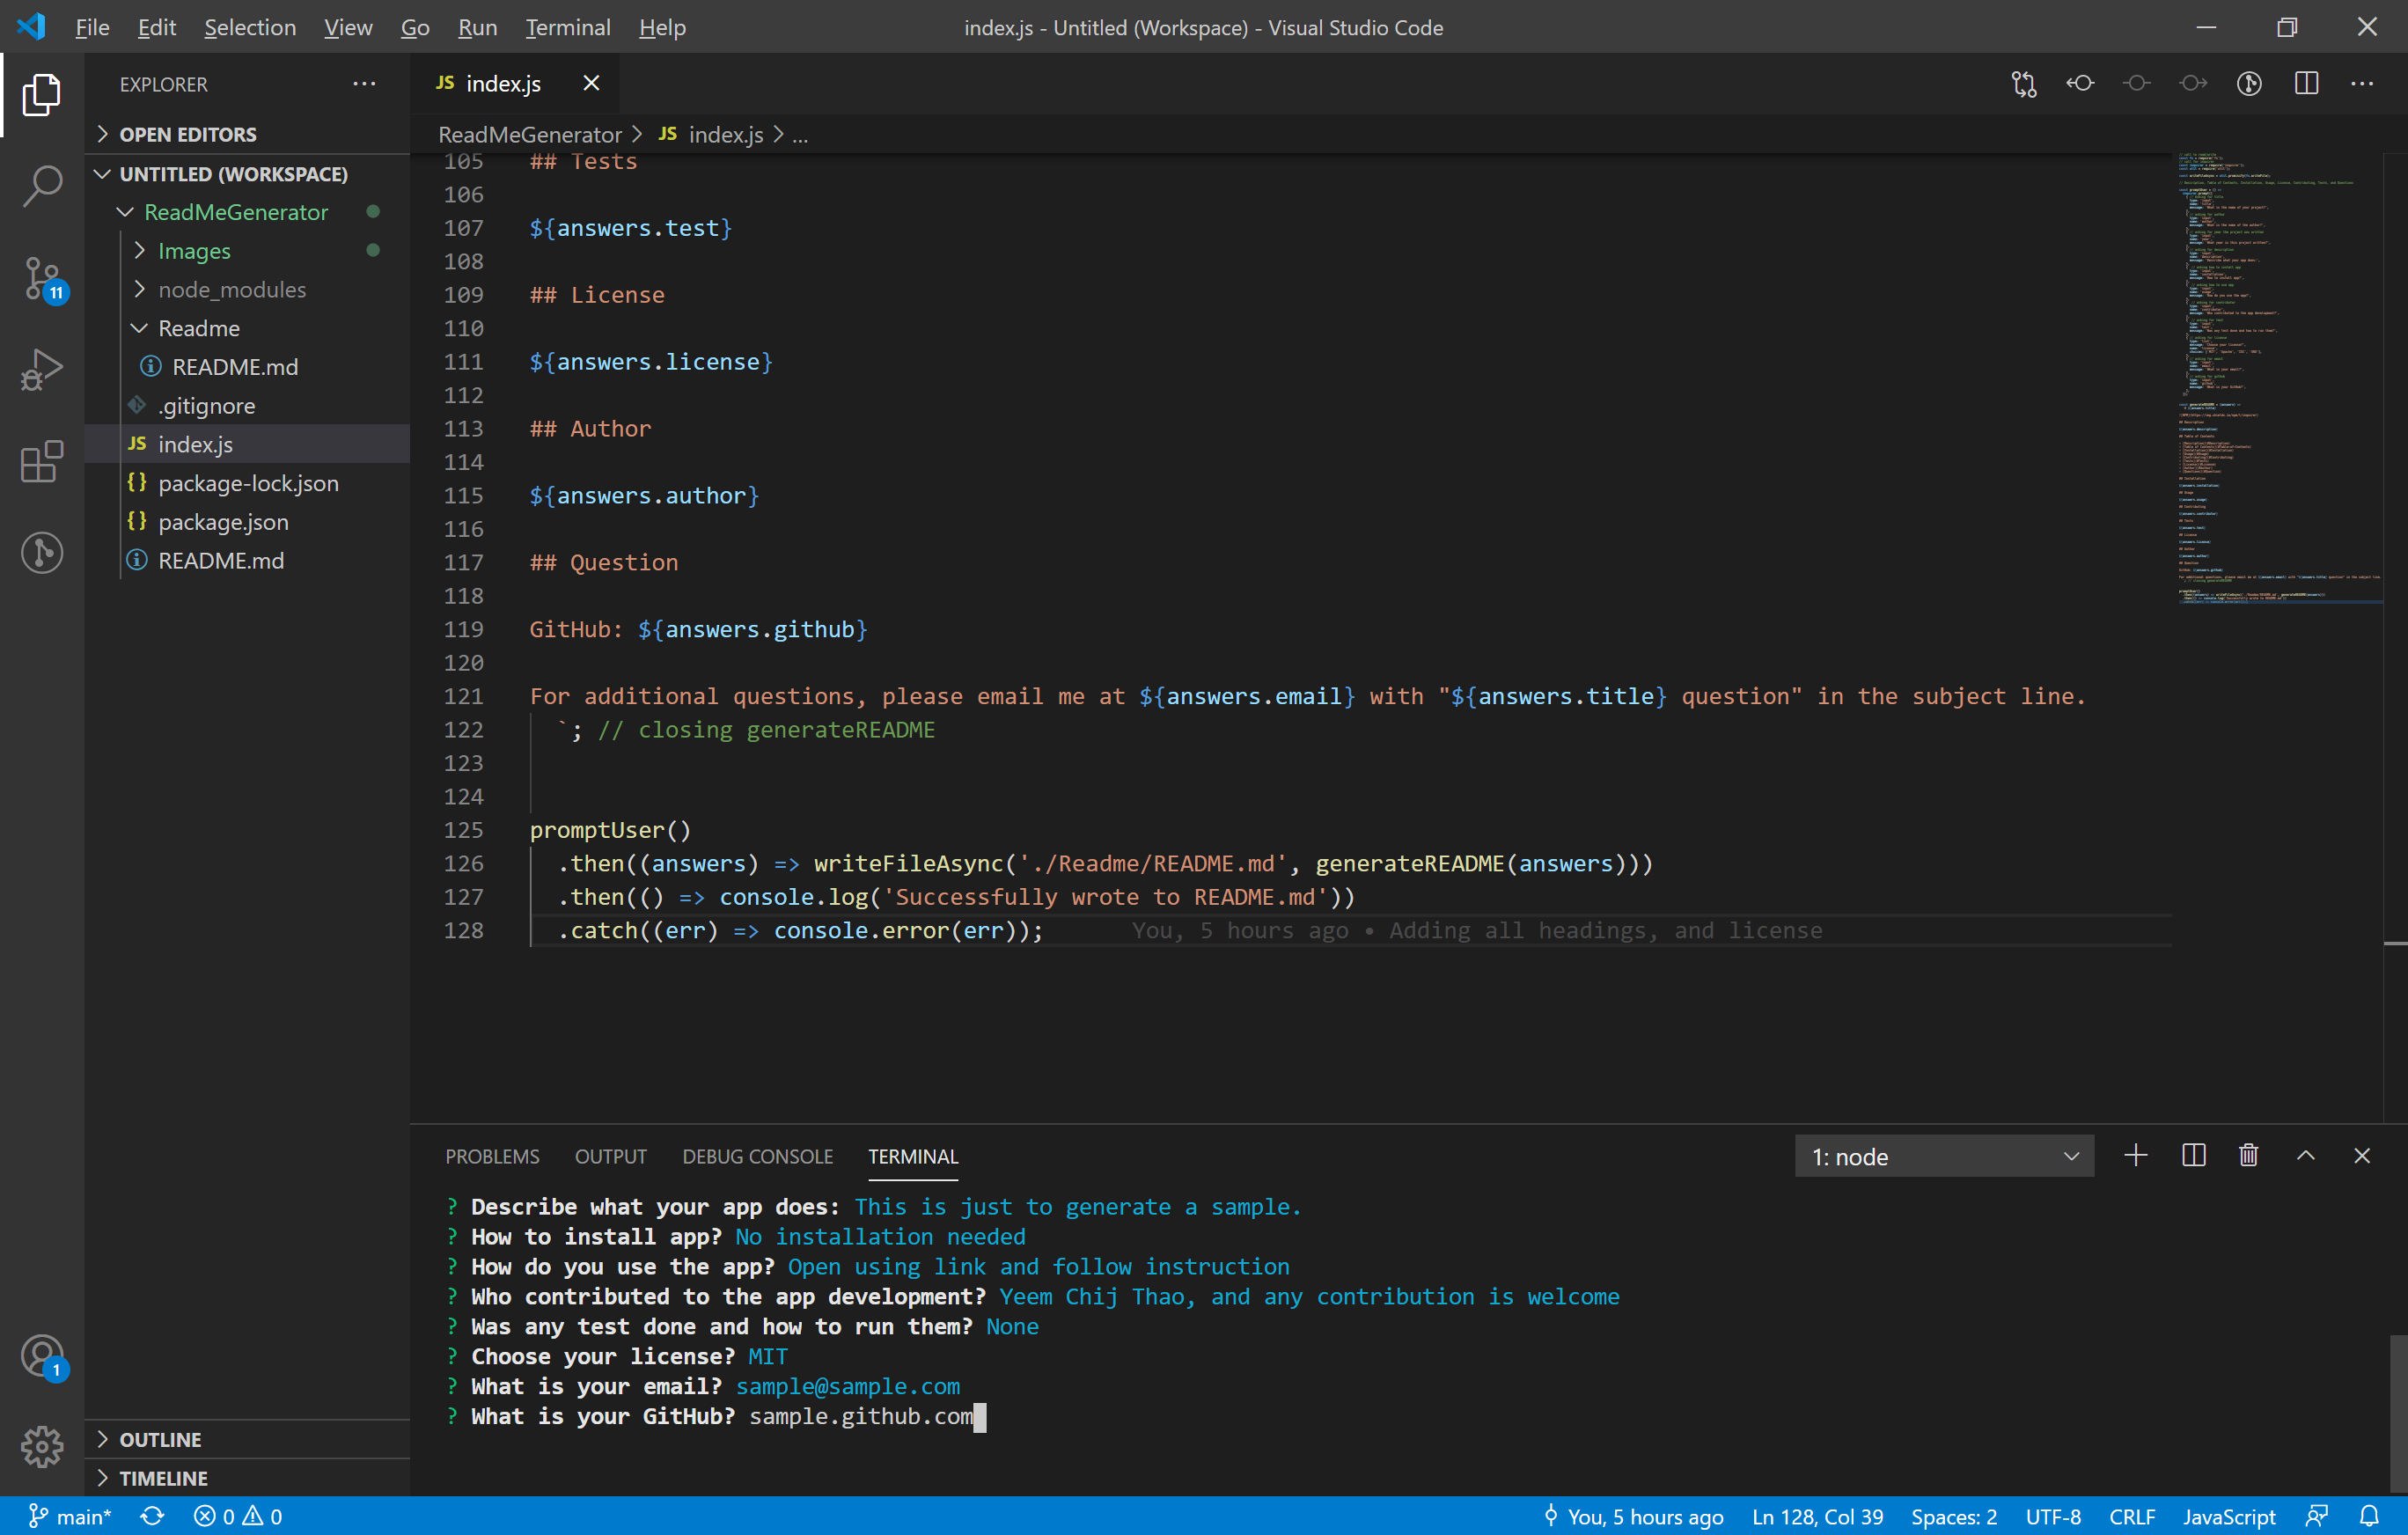 File Edit Selection View Go Run Terminal Help
index.js - Untitled (Workspace) - Visual Studio Code
EXPLORER
OPEN EDITORS
UNTITLED (WORKSPACE)
ReadMeGenerator
Images
node_modules
Readme
README.md
.gitignore
JS index.js
{} package-lock.json
{} package.json
README.md
OUTLINE
TIMELINE
11
1
JS index.js
ReadMeGenerator > JS index.js > ...
105 ## Tests
106
107 ${answers.test}
108
109 ## License
110
111 ${answers.license}
112
113 ## Author
114
115 ${answers.author}
116
117 ## Question
118
119 GitHub: ${answers.github}
120
121 For additional questions, please email me at ${answers.email} with "${answers.title} question" in the subject line.
122 `; // closing generateREADME
123
124
125 promptUser()
126 .then((answers) => writeFileAsync('./Readme/README.md', generateREADME(answers)))
127 .then(() => console.log('Successfully wrote to README.md'))
128 .catch((err) => console.error(err)); You, 5 hours ago • Adding all headings, and license
PROBLEMS OUTPUT DEBUG CONSOLE TERMINAL
1: node
? Describe what your app does: This is just to generate a sample.
? How to install app? No installation needed
? How do you use the app? Open using link and follow instruction
? Who contributed to the app development? Yeem Chij Thao, and any contribution is welcome
? Was any test done and how to run them? None
? Choose your license? MIT
? What is your email? sample@sample.com
? What is your GitHub? sample.github.com
main* 0 0
You, 5 hours ago Ln 128, Col 39 Spaces: 2 UTF-8 CRLF JavaScript